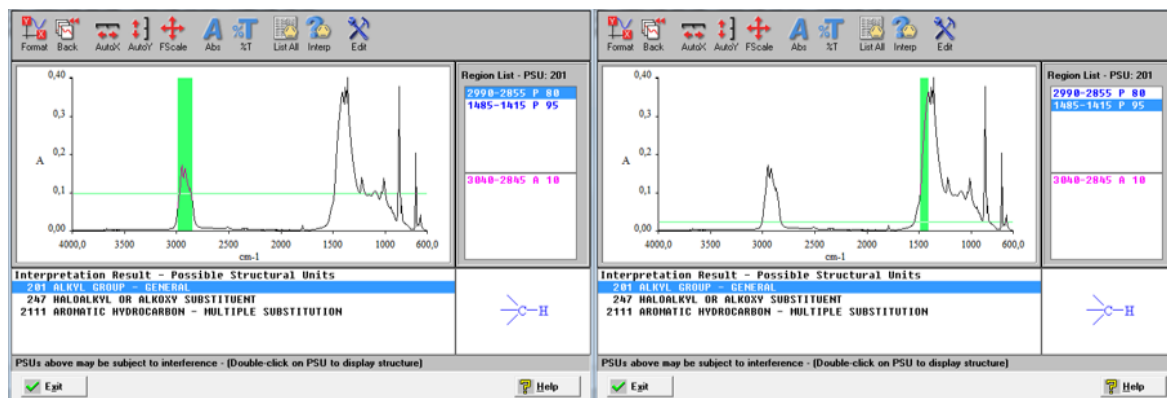 Format Back AutoX AutoY FScale Abs %T List All Interp Edit
0,40
0,3
0,2
0,1
0,00
A
4000,0 3500 3000 2500 2000 1500 1000 600,0
cm-1
Region List - PSU: 201
2990-2855 P 80
1485-1415 P 95
3040-2845 A 10
Interpretation Result - Possible Structural Units
201 ALKYL GROUP - GENERAL
247 HALOALKYL OR ALKOXY SUBSTITUENT
2111 AROMATIC HYDROCARBON - MULTIPLE SUBSTITUTION
C-H
PSUs above may be subject to interference - (Double-click on PSU to display structure)
Exit Help
Format Back AutoX AutoY FScale Abs %T List All Interp Edit
0,40
0,3
0,2
0,1
0,00
A
4000,0 3500 3000 2500 2000 1500 1000 600,0
cm-1
Region List - PSU: 201
2990-2855 P 80
1485-1415 P 95
3040-2845 A 10
Interpretation Result - Possible Structural Units
201 ALKYL GROUP - GENERAL
247 HALOALKYL OR ALKOXY SUBSTITUENT
2111 AROMATIC HYDROCARBON - MULTIPLE SUBSTITUTION
C-H
PSUs above may be subject to interference - (Double-click on PSU to display structure)
Exit Help